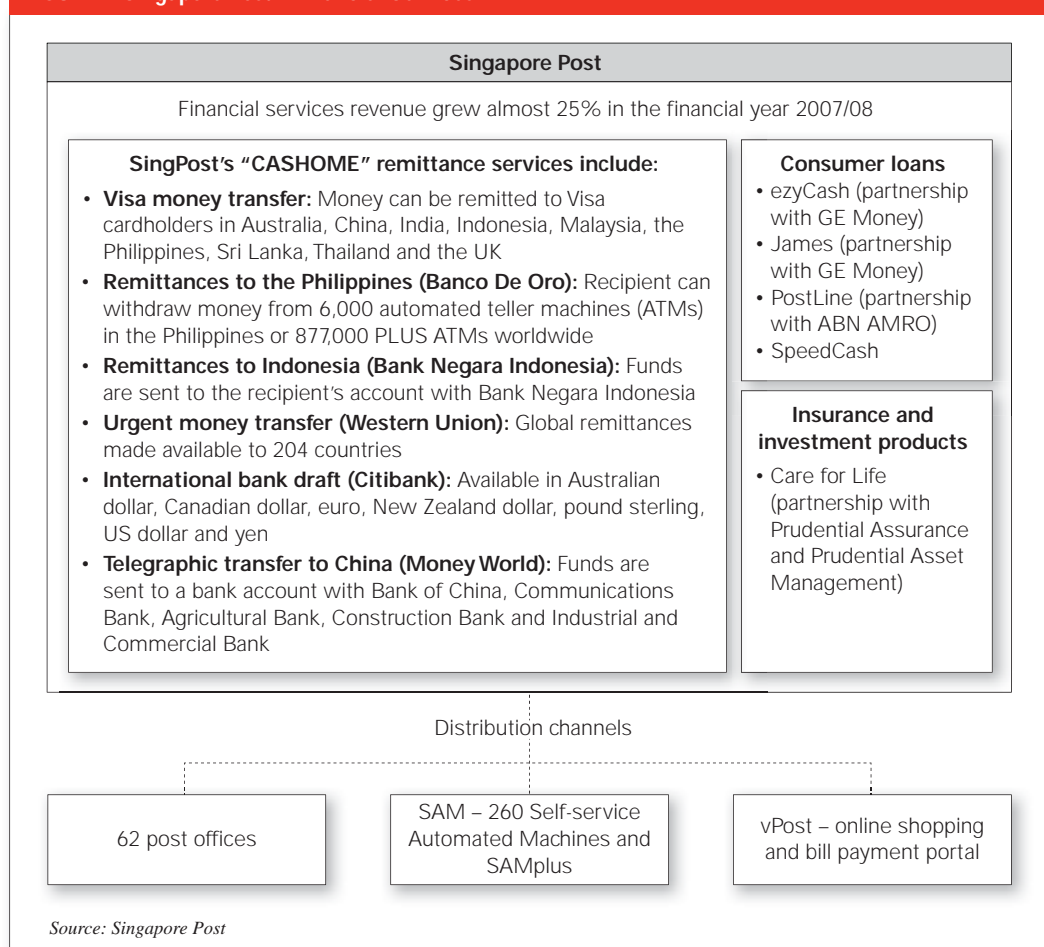 Singapore Post
Financial services revenue grew almost 25% in the financial year 2007/08
SingPost's “CASHOME” remittance services include:
• Visa money transfer: Money can be remitted to Visa
cardholders in Australia, China, India, Indonesia, Malaysia, the
Philippines, Sri Lanka, Thailand and the UK
• Remittances to the Philippines (Banco De Oro): Recipient can
withdraw money from 6,000 automated teller machines (ATMs)
in the Philippines or 877,000 PLUS ATMs worldwide
• Remittances to Indonesia (Bank Negara Indonesia): Funds
are sent to the recipient's account with Bank Negara Indonesia
• Urgent money transfer (Western Union): Global remittances
made available to 204 countries
• International bank draft (Citibank): Available in Australian
dollar, Canadian dollar, euro, New Zealand dollar, pound sterling,
US dollar and yen
• Telegraphic transfer to China (Money World): Funds are
sent to a bank account with Bank of China, Communications
Bank, Agricultural Bank, Construction Bank and Industrial and
Commercial Bank
Consumer loans
• ezyCash (partnership
with GE Money)
• James (partnership
with GE Money)
• PostLine (partnership
with ABN AMRO)
• SpeedCash
Insurance and
investment products
• Care for Life
(partnership with
Prudential Assurance
and Prudential Asset
Management)
Distribution channels
62 post offices
SAM – 260 Self-service
Automated Machines and
SAMplus
vPost – online shopping
and bill payment portal
Source: Singapore Post